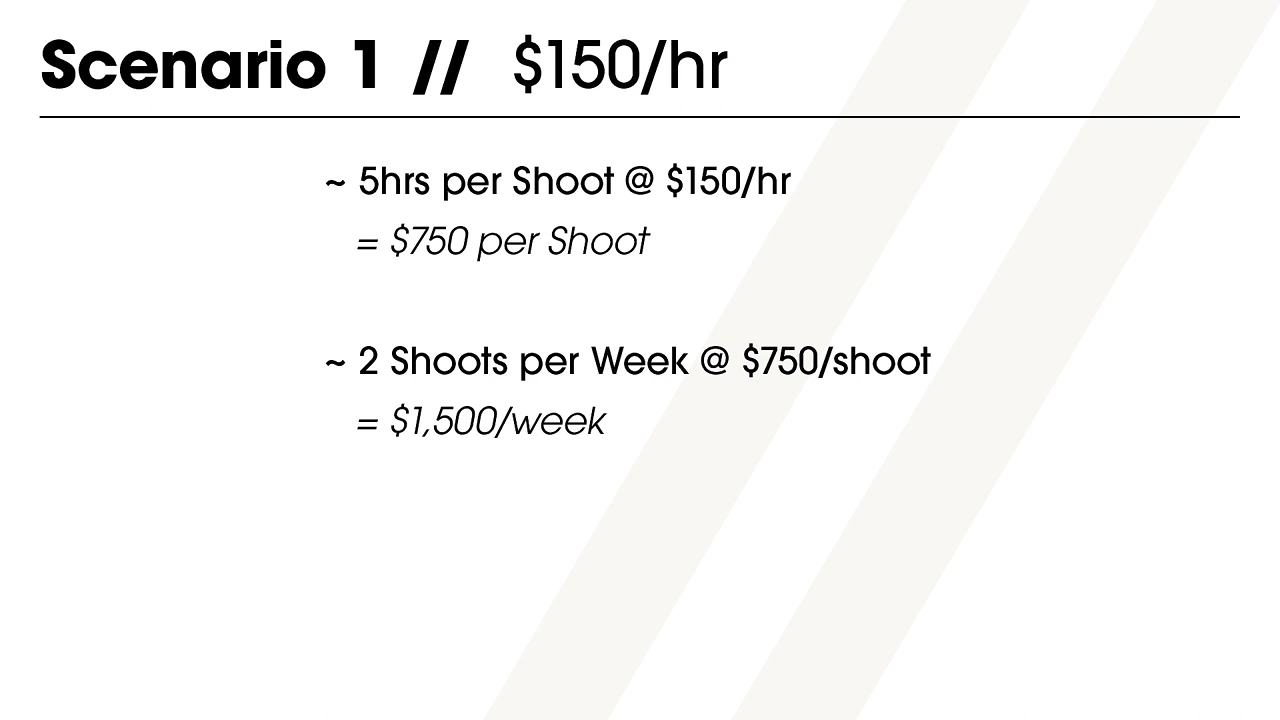 Scenario 1 // $150/hr
~ 5hrs per Shoot @ $150/hr
= $750 per Shoot
~ 2 Shoots per Week @ $750/shoot
= $1,500/week